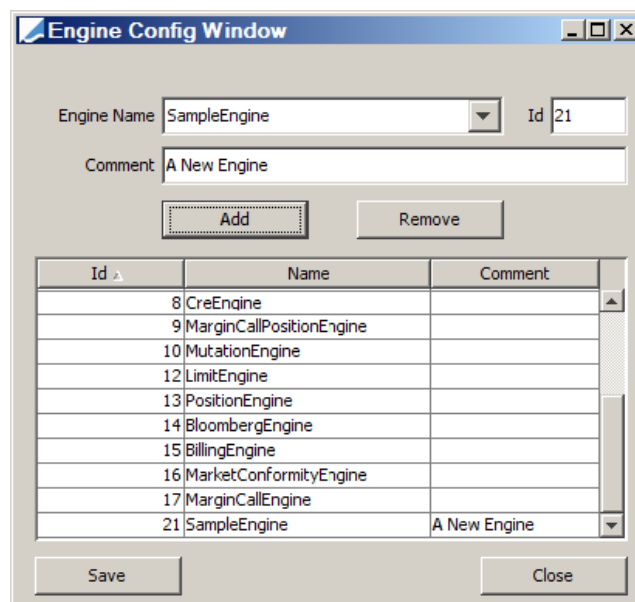 Engine Config Window
Engine Name SampleEngine Id 21
Comment A New Engine
Add Remove
Id Name Comment
8 CreEngine
9 MarginCallPositionEngine
10 MutationEngine
12 LimitEngine
13 PositionEngine
14 BloombergEngine
15 BillingEngine
16 MarketConformityEngine
17 MarginCallEngine
21 SampleEngine A New Engine
Save Close